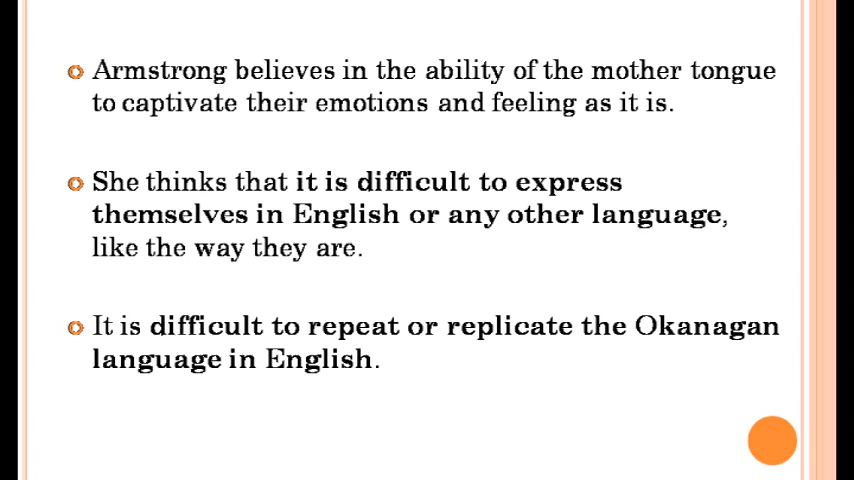 Armstrong believes in the ability of the mother tongue
to captivate their emotions and feeling as it is.
She thinks that it is difficult to express
themselves in English or any other language,
like the way they are.
It is difficult to repeat or replicate the Okanagan
language in English.